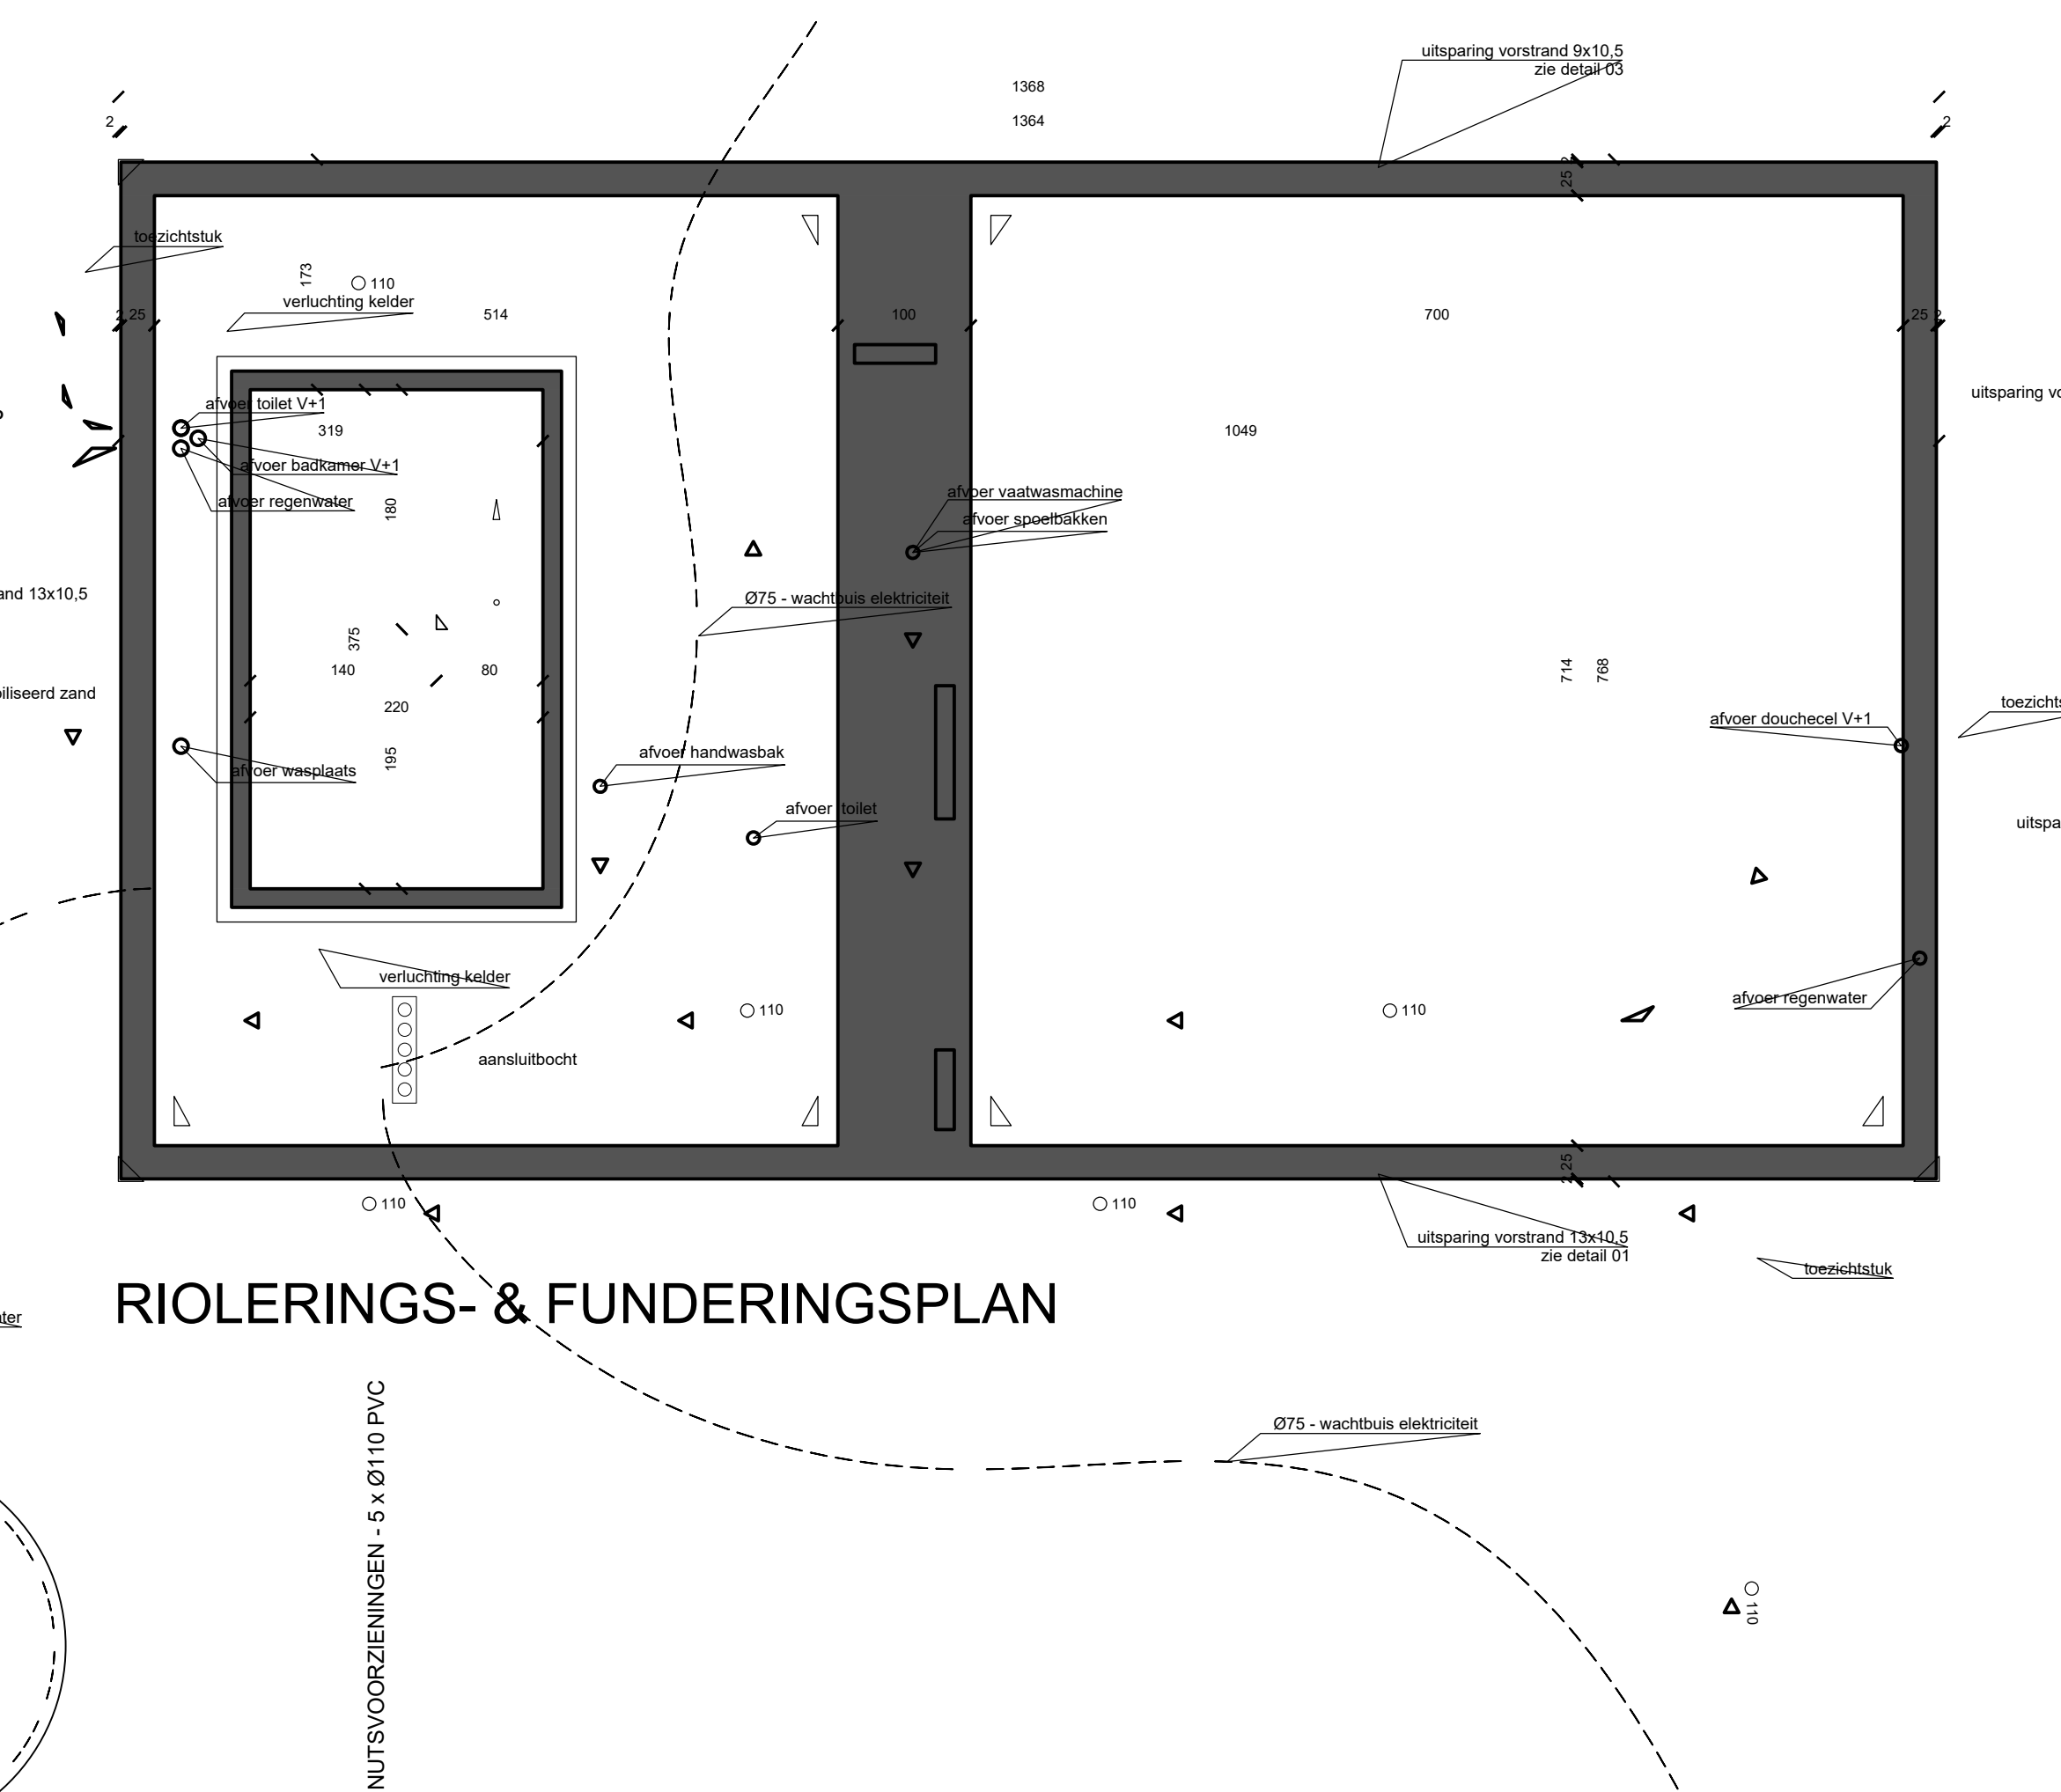 uitsparing vorstrand 9x10,5
zie detail 03
1368
1364
2
2
25
toezichtstuk
173
110
verluchting kelder
514
2 25
100
700
25 2
uitsparing
afvoer toilet V+1
319
1049
afvoer badkamer V+1
afvoer regenwater
180
afvoer vaatwasmachine
afvoer spoelbakken
13x10,5
Ø75 - wachtbuis elektriciteit
375
140
80
714
768
zand
220
toezichts
afvoer douchecel V+1
195
afvoer wasplaats
afvoer handwasbak
afvoer toilet
uitspa
verluchting kelder
110
110
afvoer regenwater
aansluitbocht
25
110
110
uitsparing vorstrand 13x10,5
zie detail 01
toezichtstuk
RIOLERINGS- & FUNDERINGSPLAN
NUTSVOORZIENINGEN - 5 x Ø110 PVC
Ø75 - wachtbuis elektriciteit
110